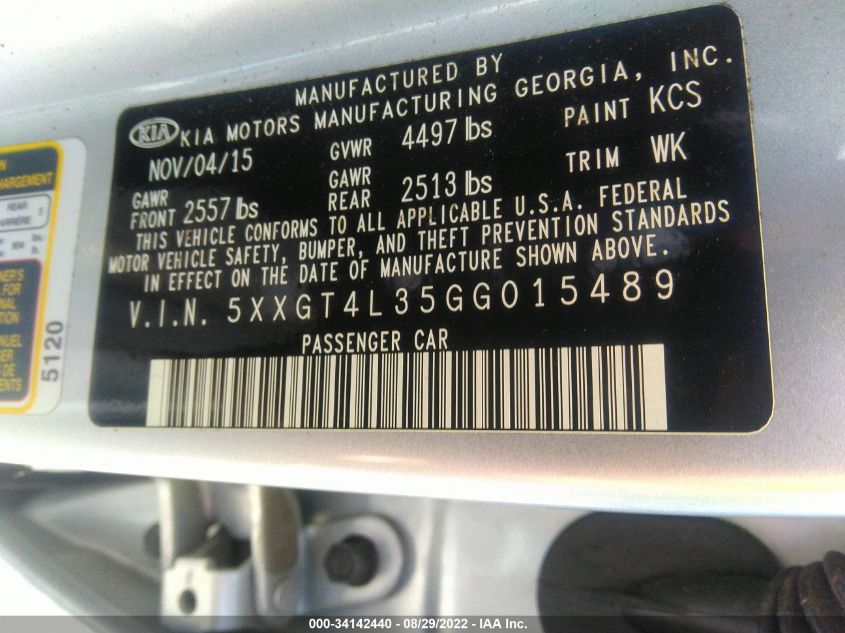 MANUFACTURED BY
KIA KIA MOTORS MANUFACTURING GEORGIA, INC.
NOV/04/15 GVWR 4497 lbs PAINT KCS
GAWR FRONT 2557 lbs GAWR REAR 2513 lbs TRIM WK
THIS VEHICLE CONFORMS TO ALL APPLICABLE U.S.A. FEDERAL
MOTOR VEHICLE SAFETY, BUMPER, AND THEFT PREVENTION STANDARDS
IN EFFECT ON THE DATE OF MANUFACTURE SHOWN ABOVE.
V.I.N. 5XXGT4L35GG015489
PASSENGER CAR
REAR
5120
000-34142440 - 08/29/2022 - IAA Inc.